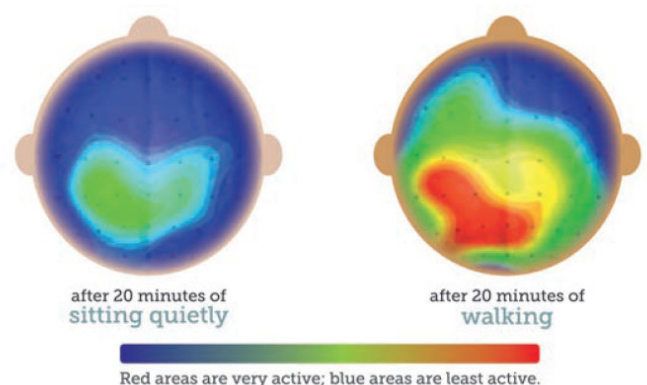 after 20 minutes of
sitting quietly
after 20 minutes of
walking
Red areas are very active; blue areas are least active.